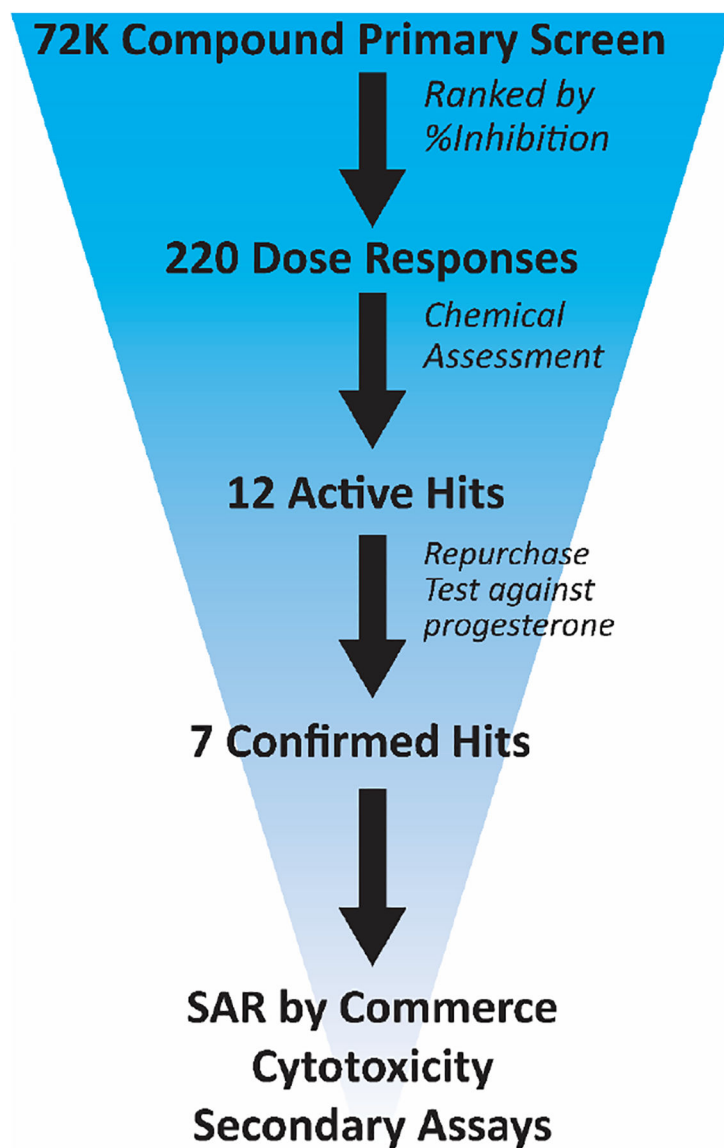 72K Compound Primary Screen
Ranked by
%Inhibition
220 Dose Responses
Chemical
Assessment
12 Active Hits
Repurchase
Test against
progesterone
7 Confirmed Hits
SAR by Commerce
Cytotoxicity
Secondary Assays